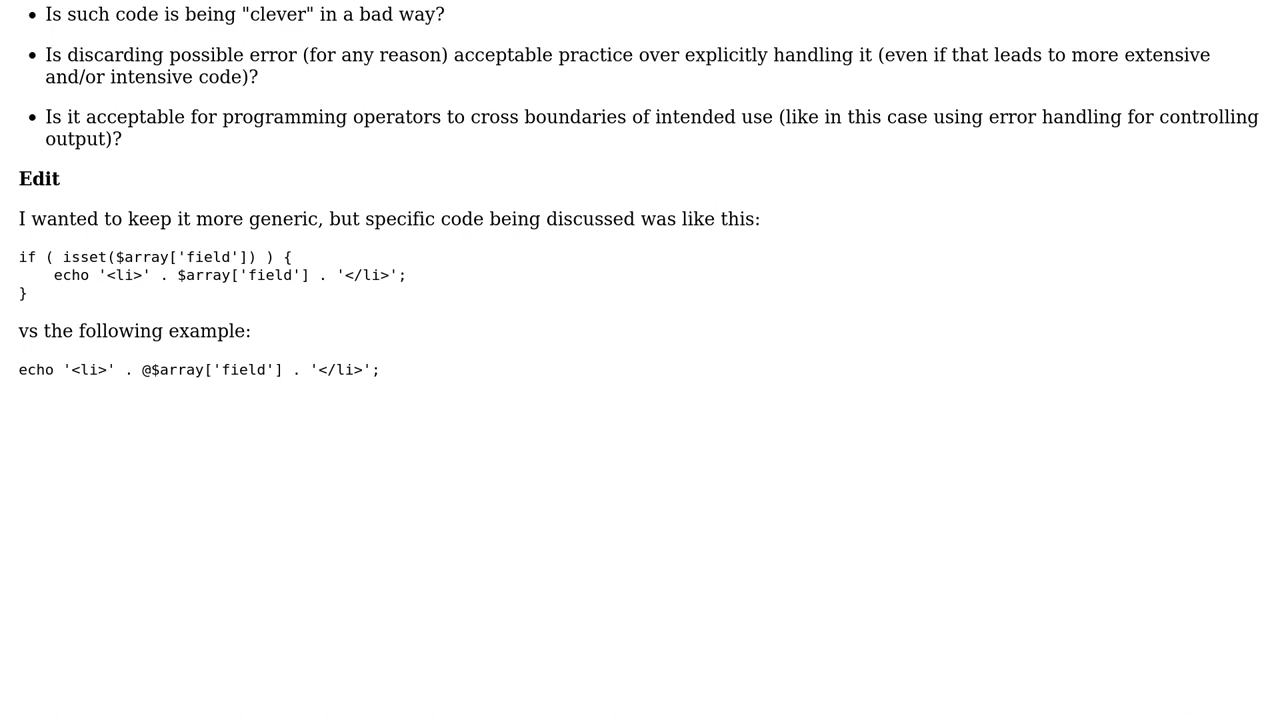 Is such code is being "clever" in a bad way?
Is discarding possible error (for any reason) acceptable practice over explicitly handling it (even if that leads to more extensive
and/or intensive code)?
Is it acceptable for programming operators to cross boundaries of intended use (like in this case using error handling for controlling
output)?
Edit
I wanted to keep it more generic, but specific code being discussed was like this:
if ( isset($array['field']) ) {
    echo '<li>' . $array['field'] . '</li>';
}
vs the following example:
echo '<li>' . @$array['field'] . '</li>';